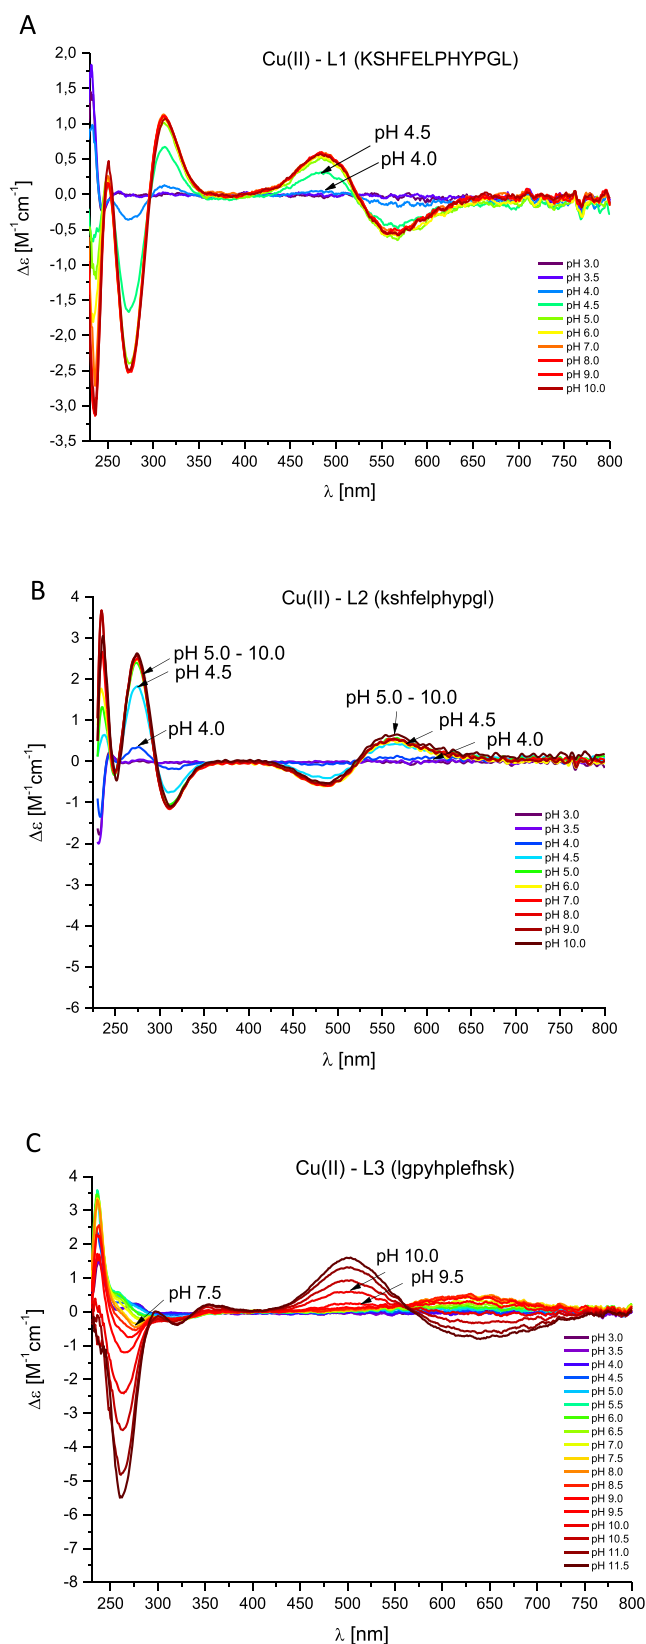 A
Cu(II) - L1 (KSHFELPHYPGL)
2,0
1,5
1,0
0,5
0,0
-0,5
-1,0
-1,5
-2,0
-2,5
-3,0
-3,5
Δε [M⁻¹cm⁻¹]
pH 4.5
pH 4.0
pH 3.0
pH 3.5
pH 4.0
pH 4.5
pH 5.0
pH 6.0
pH 7.0
pH 8.0
pH 9.0
pH 10.0
250 300 350 400 450 500 550 600 650 700 750 800
λ [nm]
B
Cu(II) - L2 (kshfelphypgl)
4
3
2
1
0
-1
-2
-3
-4
-5
-6
Δε [M⁻¹cm⁻¹]
pH 5.0 - 10.0
pH 4.5
pH 4.0
pH 5.0 - 10.0
pH 4.5
pH 4.0
pH 3.0
pH 3.5
pH 4.0
pH 4.5
pH 5.0
pH 6.0
pH 7.0
pH 8.0
pH 9.0
pH 10.0
250 300 350 400 450 500 550 600 650 700 750 800
λ [nm]
C
Cu(II) - L3 (lgpyhplefhsk)
4
3
2
1
0
-1
-2
-3
-4
-5
-6
-7
-8
Δε [M⁻¹cm⁻¹]
pH 7.5
pH 10.0
pH 9.5
pH 3.0
pH 3.5
pH 4.0
pH 4.5
pH 5.0
pH 5.5
pH 6.0
pH 6.5
pH 7.0
pH 7.5
pH 8.0
pH 8.5
pH 9.0
pH 9.5
pH 10.0
pH 10.5
pH 11.0
pH 11.5
250 300 350 400 450 500 550 600 650 700 750 800
λ [nm]